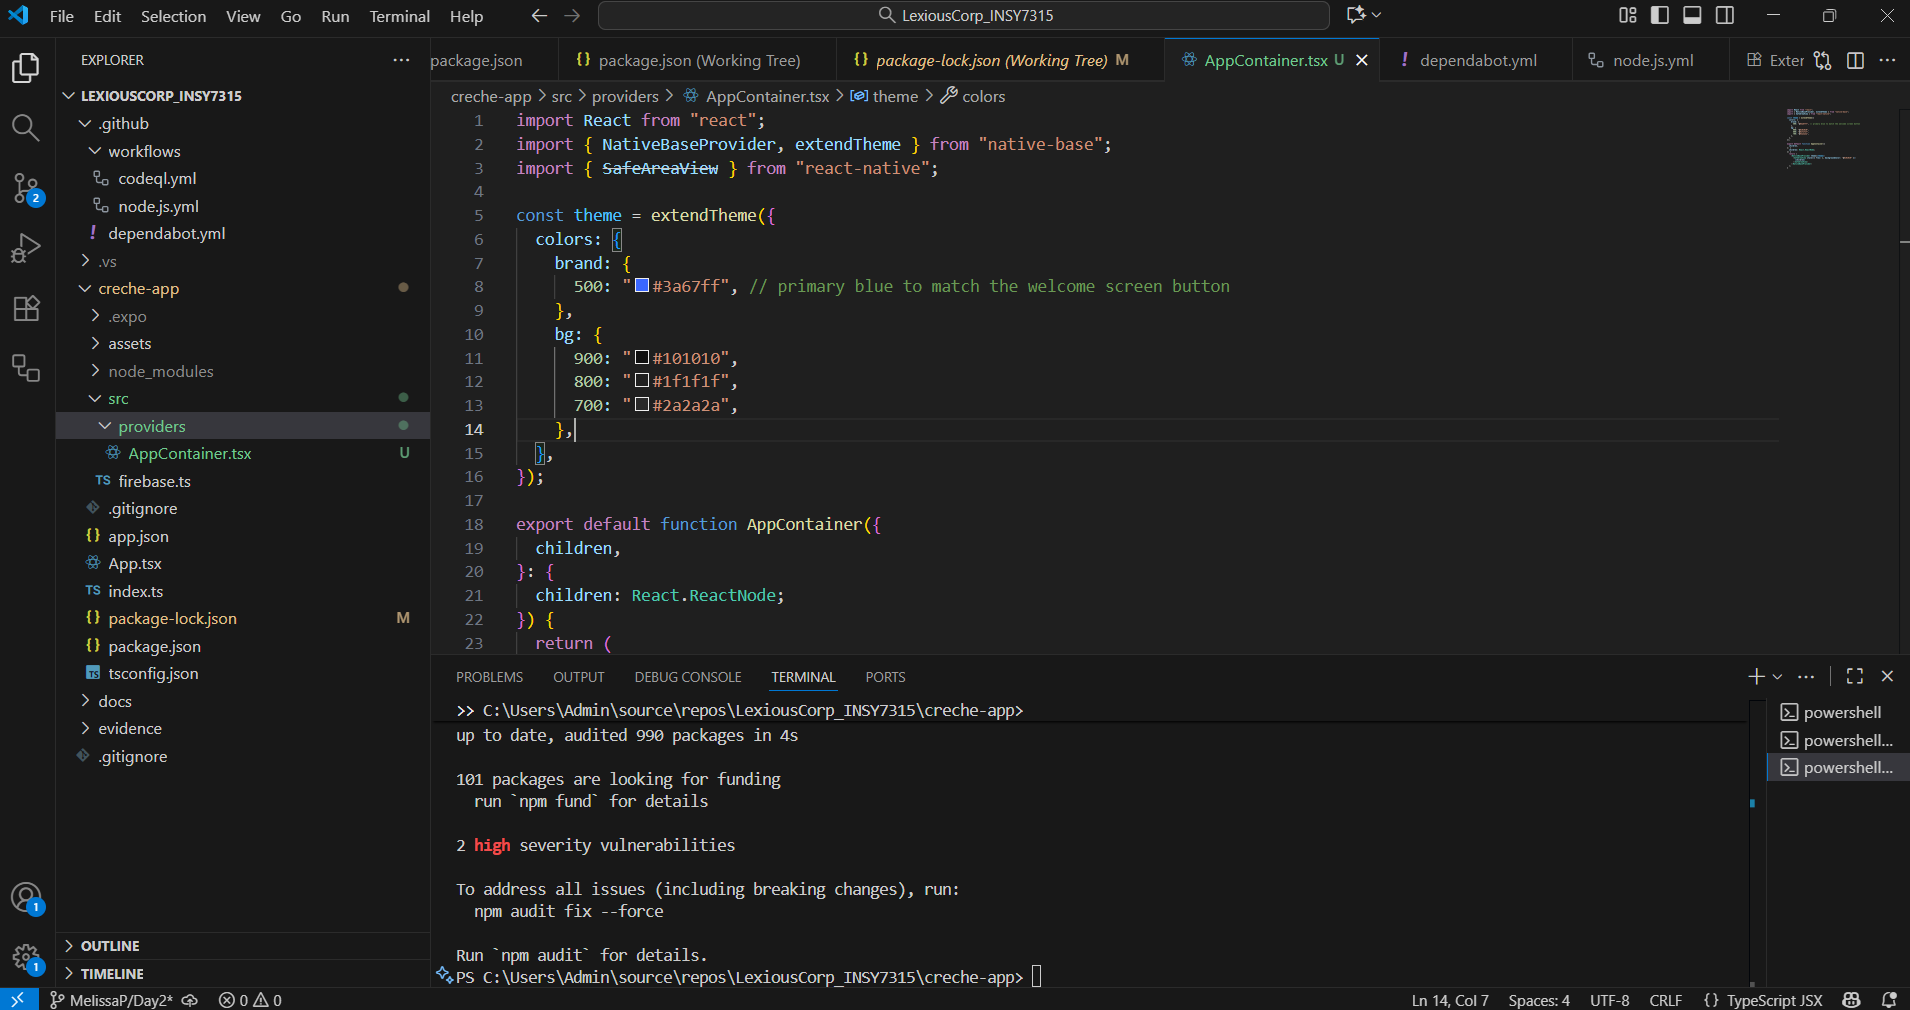 File Edit Selection View Go Run Terminal Help
LexiousCorp_INSY7315
EXPLORER
LEXIOUSCORP_INSY7315
.github
workflows
codeql.yml
node.js.yml
! dependabot.yml
.vs
creche-app
.expo
assets
node_modules
src
providers
AppContainer.tsx U
TS firebase.ts
.gitignore
{} app.json
App.tsx
TS index.ts
{} package-lock.json M
{} package.json
TS tsconfig.json
docs
evidence
.gitignore
OUTLINE
TIMELINE
2
1
1
package.json {} package.json (Working Tree) {} package-lock.json (Working Tree) M AppContainer.tsx U ! dependabot.yml node.js.yml Exter
creche-app > src > providers > AppContainer.tsx > theme > colors
1 import React from "react";
2 import { NativeBaseProvider, extendTheme } from "native-base";
3 import { SafeAreaView } from "react-native";
4
5 const theme = extendTheme({
6 colors: {
7 brand: {
8 500: "#3a67ff", // primary blue to match the welcome screen button
9 },
10 bg: {
11 900: "#101010",
12 800: "#1f1f1f",
13 700: "#2a2a2a",
14 },
15 },
16 });
17
18 export default function AppContainer({
19 children,
20 }: {
21 children: React.ReactNode;
22 }) {
23 return (
PROBLEMS OUTPUT DEBUG CONSOLE TERMINAL PORTS
>> C:\Users\Admin\source\repos\LexiousCorp_INSY7315\creche-app>
up to date, audited 990 packages in 4s
101 packages are looking for funding
run `npm fund` for details
2 high severity vulnerabilities
To address all issues (including breaking changes), run:
npm audit fix --force
Run `npm audit` for details.
PS C:\Users\Admin\source\repos\LexiousCorp_INSY7315\creche-app>
powershell
powershell...
powershell...
MelissaP/Day2* 0 0 Ln 14, Col 7 Spaces: 4 UTF-8 CRLF {} TypeScript JSX